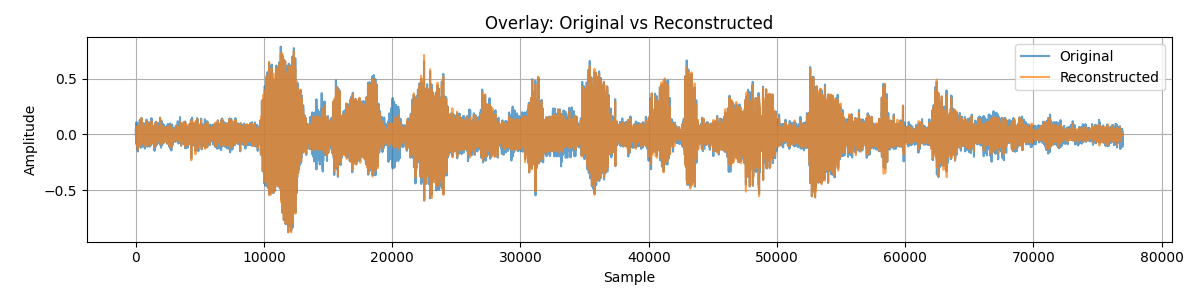 Overlay: Original vs Reconstructed
Original
Reconstructed
Amplitude
0.5
0.0
−0.5
0 10000 20000 30000 40000 50000 60000 70000 80000
Sample